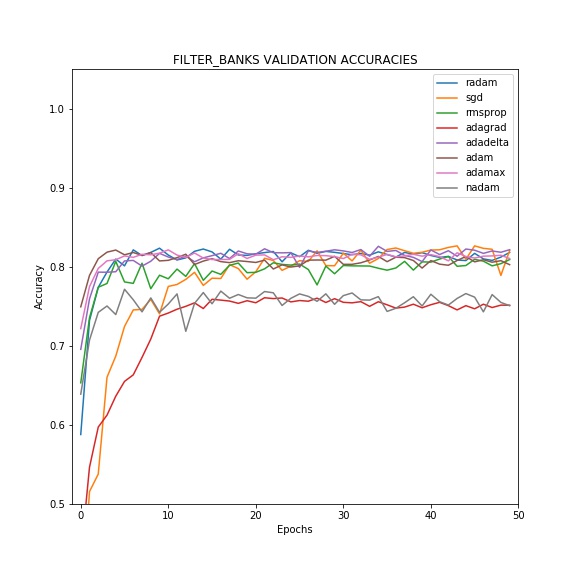 FILTER_BANKS VALIDATION ACCURACIES
radam
sgd
rmsprop
adagrad
adadelta
adam
adamax
nadam
1.0
0.9
0.8
0.7
0.6
0.5
Accuracy
0 10 20 30 40 50
Epochs